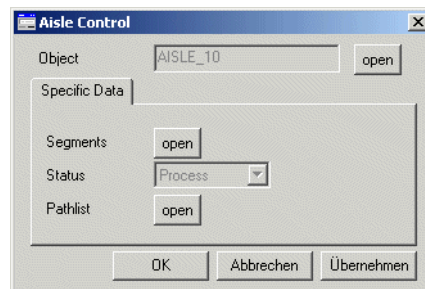 Aisle Control
Object AISLE_10 open
Specific Data
Segments open
Status Process
Pathlist open
OK Abbrechen Übernehmen